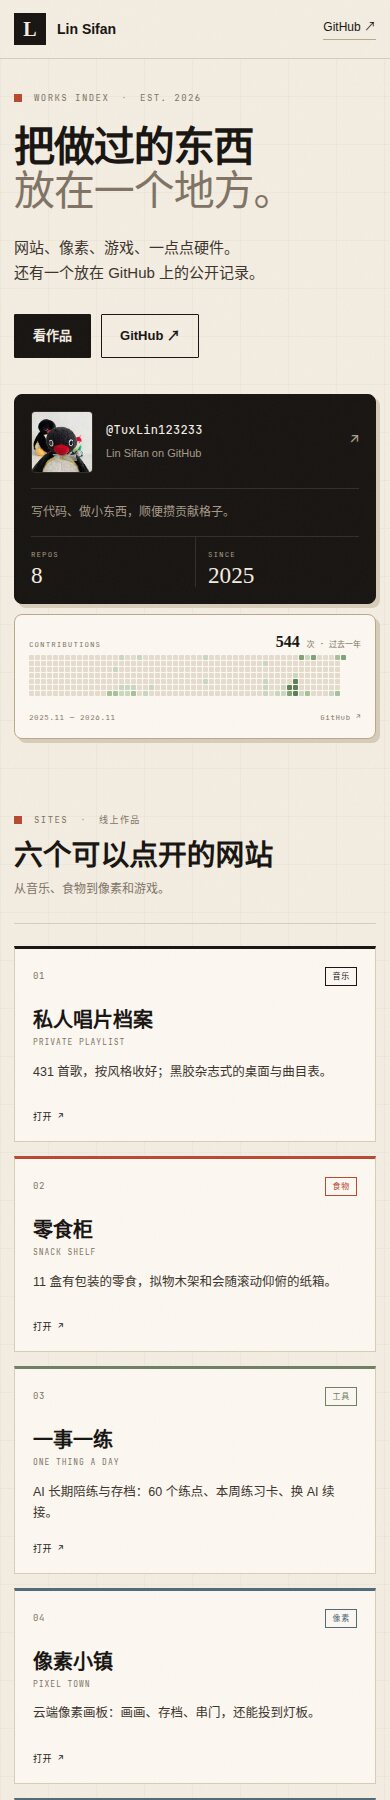 L Lin Sifan GitHub ↗
WORKS INDEX · EST. 2026
把做过的东西
放在一个地方。
网站、像素、游戏、一点点硬件。
还有一个放在 GitHub 上的公开记录。
看作品 GitHub ↗
@TuxLin123233 ↗
Lin Sifan on GitHub
写代码、做小东西，顺便攒贡献格子。
REPOS SINCE
8 2025
CONTRIBUTIONS 544 次 · 过去一年
2025.11 — 2026.11 GitHub ↗
SITES · 线上作品
六个可以点开的网站
从音乐、食物到像素和游戏。
01 音乐
私人唱片档案
PRIVATE PLAYLIST
431 首歌，按风格收好；黑胶杂志式的桌面与曲目表。
打开 ↗
02 食物
零食柜
SNACK SHELF
11 盒有包装的零食，拟物木架和会随滚动仰俯的纸箱。
打开 ↗
03 工具
一事一练
ONE THING A DAY
AI 长期陪练与存档：60 个练点、本周练习卡、换 AI 续
接。
打开 ↗
04 像素
像素小镇
PIXEL TOWN
云端像素画板：画画、存档、串门，还能投到灯板。
打开 ↗